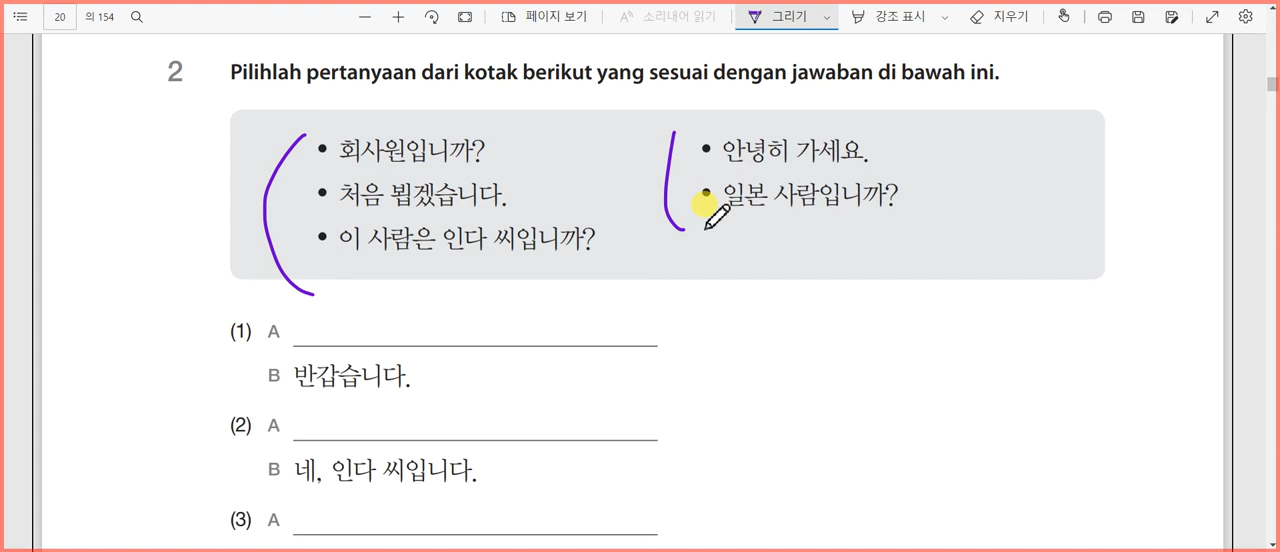 20 의 154 페이지 보기 소리내어 읽기 그리기 강조 표시 지우기
2 Pilihlah pertanyaan dari kotak berikut yang sesuai dengan jawaban di bawah ini.
• 회사원입니까?
• 처음 뵙겠습니다.
• 이 사람은 인다 씨입니까?
• 안녕히 가세요.
• 일본 사람입니까?
(1) A
B 반갑습니다.
(2) A
B 네, 인다 씨입니다.
(3) A